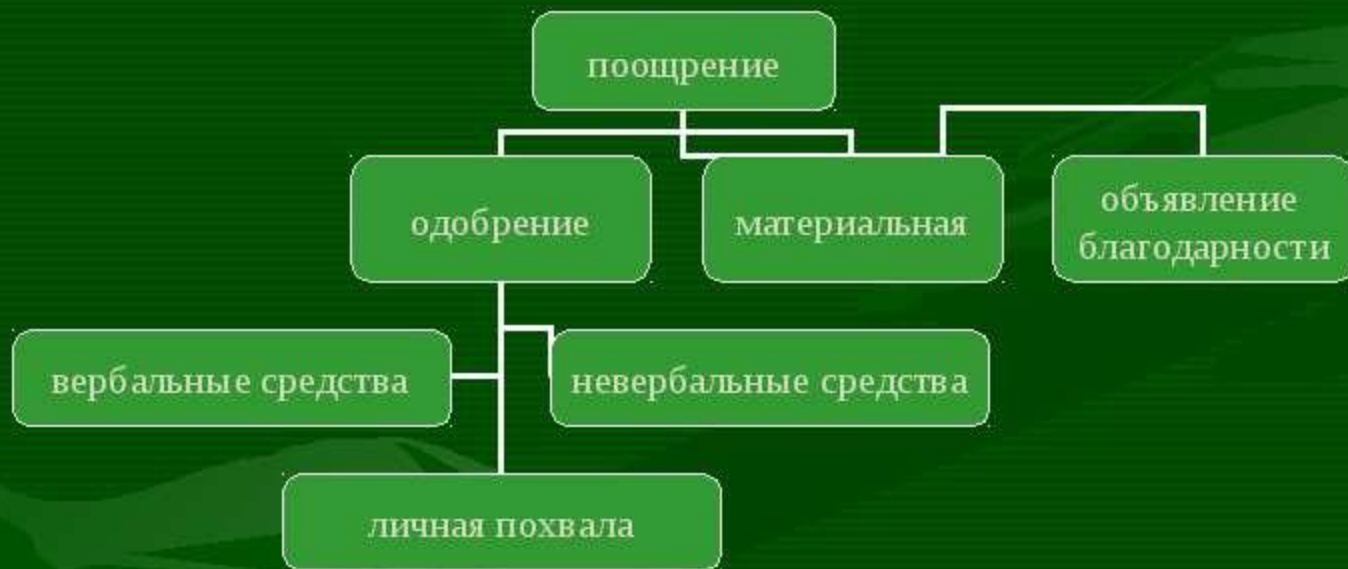 поощрение
одобрение
материальная
объявление
благодарности
вербальные средства
невербальные средства
личная похвала